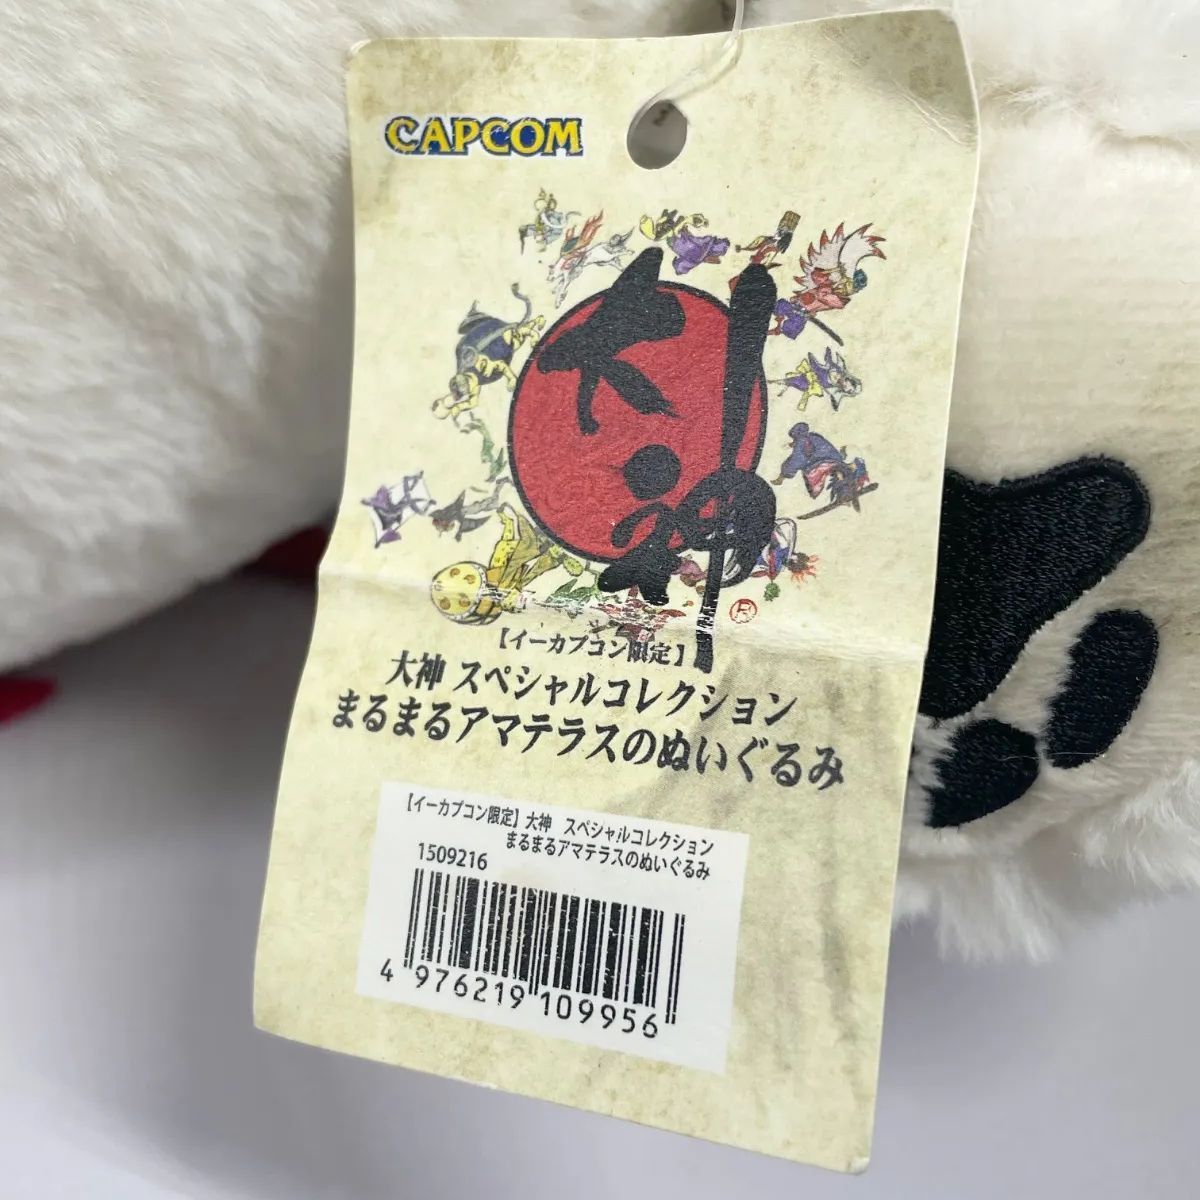 CAPCOM
大神
®
【イーカプコン限定】
大神 スペシャルコレクション
まるまるアマテラスのぬいぐるみ
【イーカプコン限定】大神 スペシャルコレクション
まるまるアマテラスのぬいぐるみ
1509216
4 976219 109956